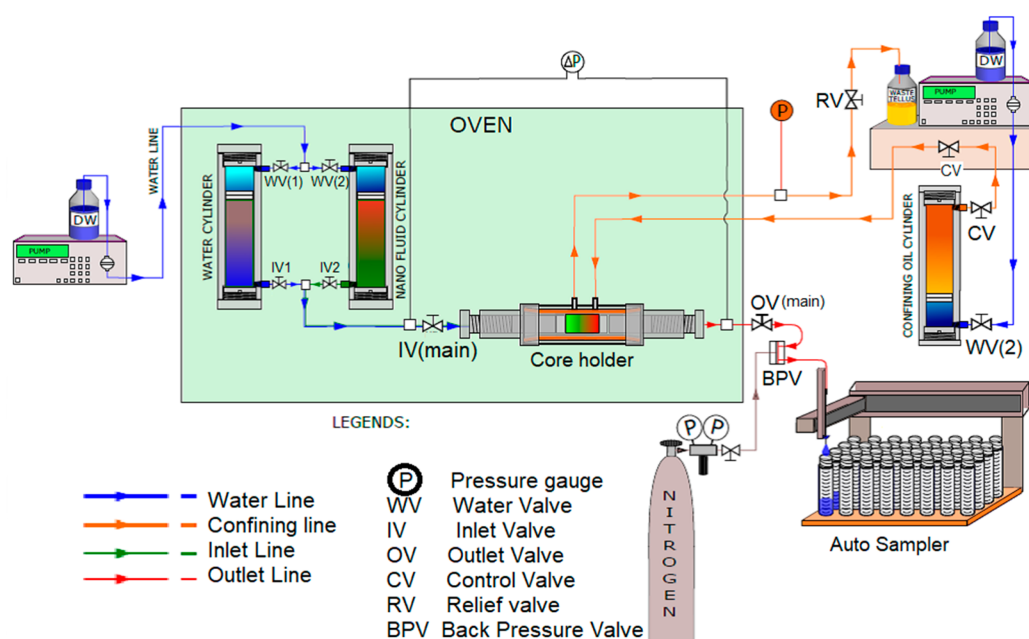 ΔP
DW
PUMP
WASTE
TELLUS
RV
P
OVEN
WATER LINE
WV(1)
WV(2)
CV
DW
PUMP
WATER CYLINDER
NANO FLUID CYLINDER
CONFINING OIL CYLINDER
CV
IV1
IV2
OV(main)
WV(2)
IV(main)
Core holder
BPV
LEGENDS:
P P
P Pressure gauge
WV Water Valve
IV Inlet Valve
OV Outlet Valve
CV Control Valve
RV Relief valve
BPV Back Pressure Valve
Water Line
Confining line
Inlet Line
Outlet Line
NITROGEN
Auto Sampler